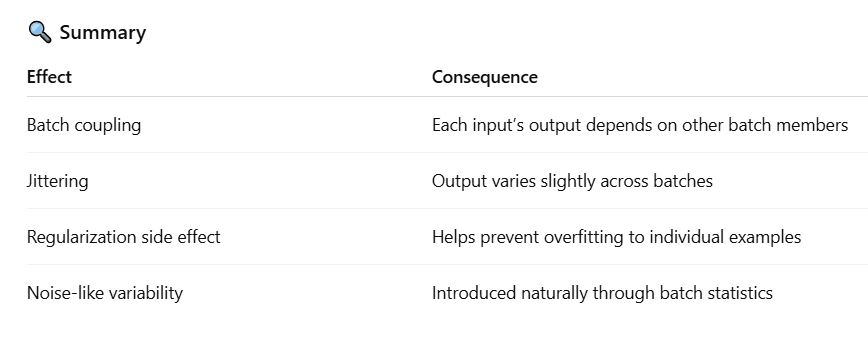 🔍 Summary
Effect Consequence
Batch coupling Each input's output depends on other batch members
Jittering Output varies slightly across batches
Regularization side effect Helps prevent overfitting to individual examples
Noise-like variability Introduced naturally through batch statistics